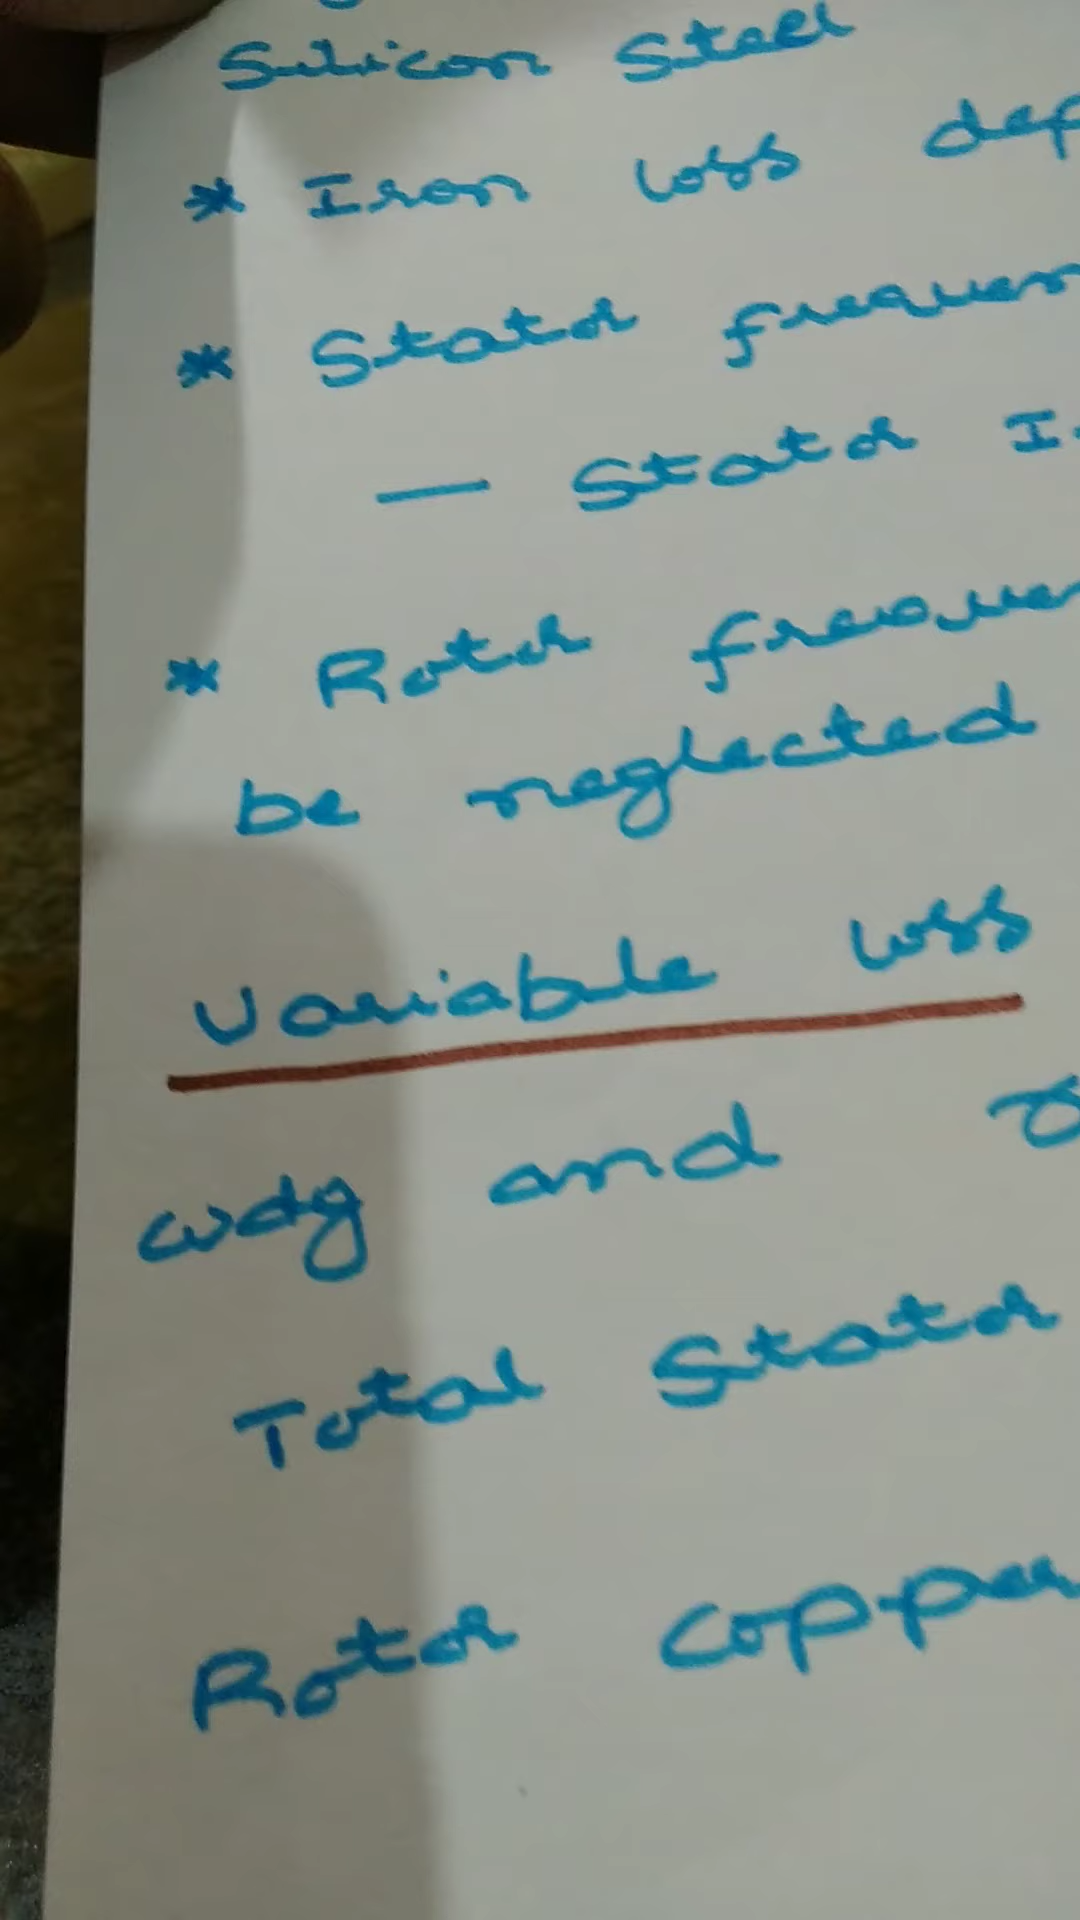 Silicon Steel
* Iron loss dep
* Stator frequen
— Stator I
* Rotor frequen
be neglected
Variable loss
wdg and
Total Stator
Rotor copper